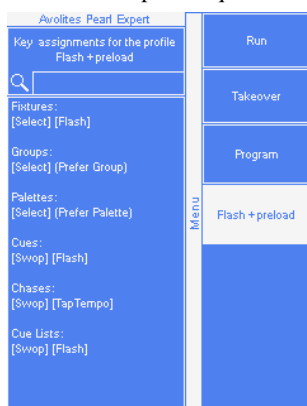 Avolites Pearl Expert
Key assignments for the profile
Flash + preload
Fixtures:
[Select] [Flash]
Groups:
[Select] (Prefer Group)
Palettes:
[Select] (Prefer Palette)
Cues:
[Swop] [Flash]
Chases:
[Swop] [TapTempo]
Cue Lists:
[Swop] [Flash]
Menu
Run
Takeover
Program
Flash + preload